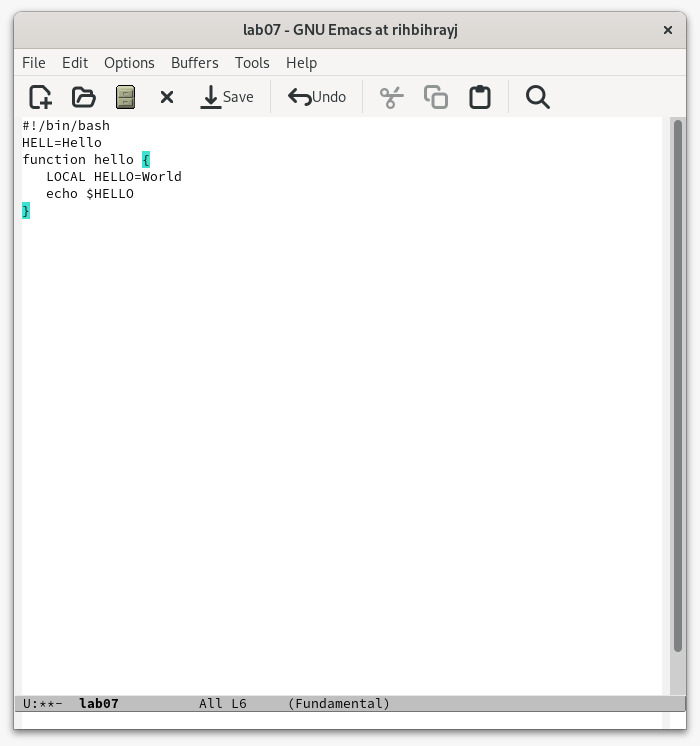 lab07 - GNU Emacs at rihbihrayj
File Edit Options Buffers Tools Help
Save Undo
#!/bin/bash
HELL=Hello
function hello {
   LOCAL HELLO=World
   echo $HELLO
}
U:**-  lab07          All L6     (Fundamental)